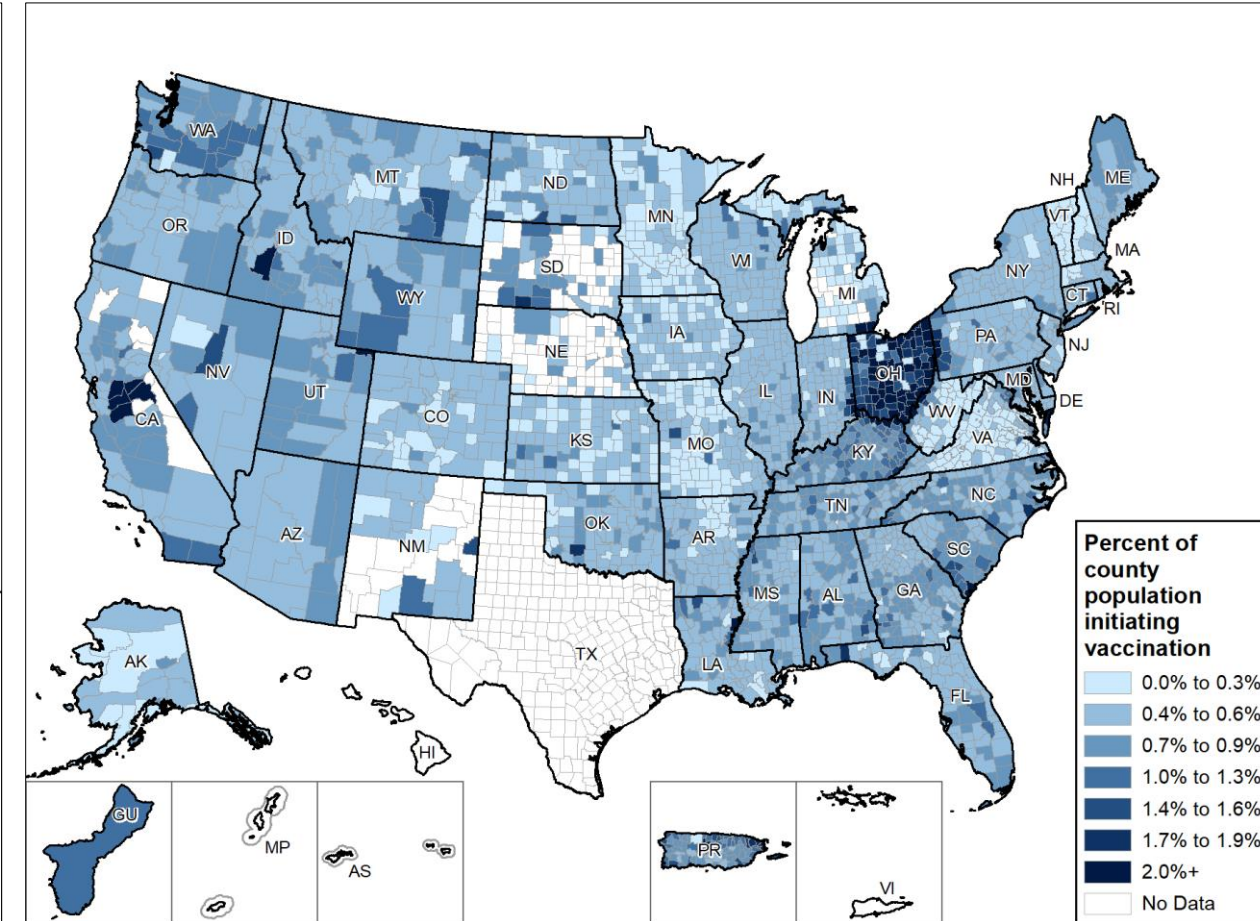 WA
MT
ND
MN
NH
VT
ME
OR
ID
SD
WI
NY
MA
WY
MI
CT
RI
IA
PA
NJ
NE
NV
OH
UT
IL
IN
MD
DE
CA
CO
WV
KS
MO
KY
VA
NC
TN
AZ
NM
OK
AR
SC
MS
AL
GA
TX
LA
FL
AK
HI
GU
MP
AS
PR
VI
Percent of
county
population
initiating
vaccination
0.0% to 0.3%
0.4% to 0.6%
0.7% to 0.9%
1.0% to 1.3%
1.4% to 1.6%
1.7% to 1.9%
2.0%+
No Data